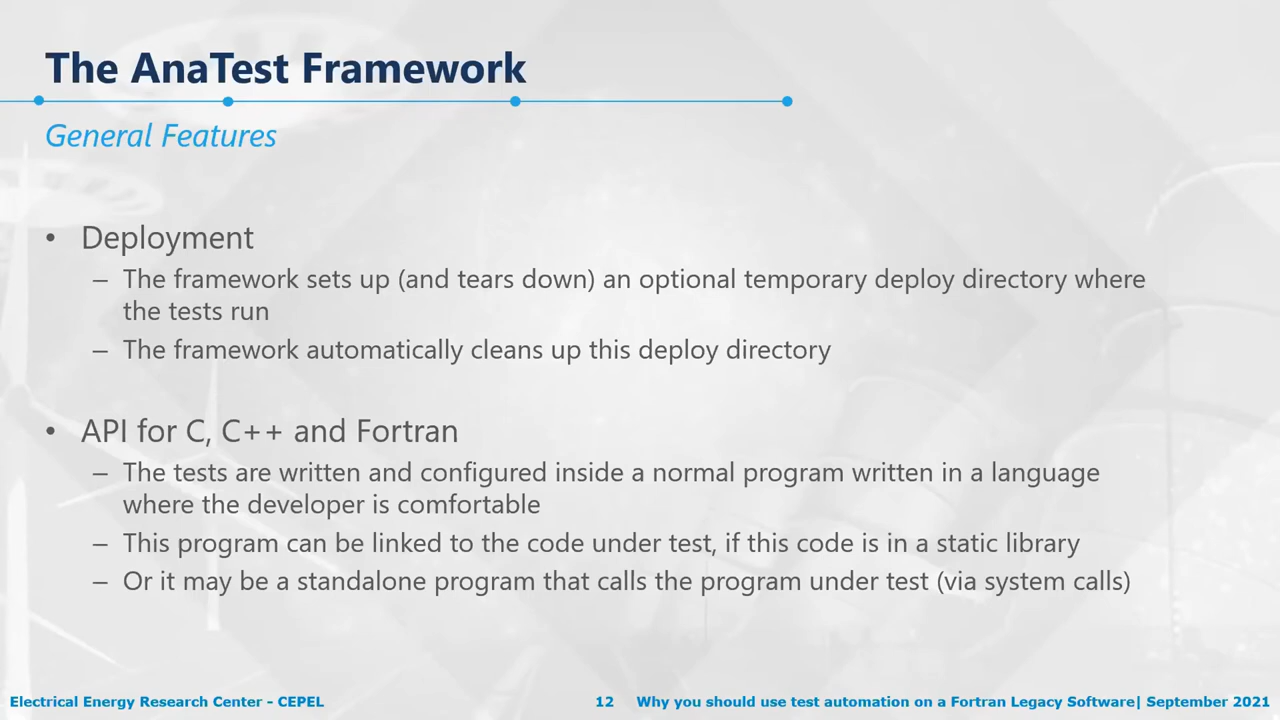 The AnaTest Framework
General Features
• Deployment
– The framework sets up (and tears down) an optional temporary deploy directory where
the tests run
– The framework automatically cleans up this deploy directory
• API for C, C++ and Fortran
– The tests are written and configured inside a normal program written in a language
where the developer is comfortable
– This program can be linked to the code under test, if this code is in a static library
– Or it may be a standalone program that calls the program under test (via system calls)
Electrical Energy Research Center - CEPEL 12 Why you should use test automation on a Fortran Legacy Software| September 2021